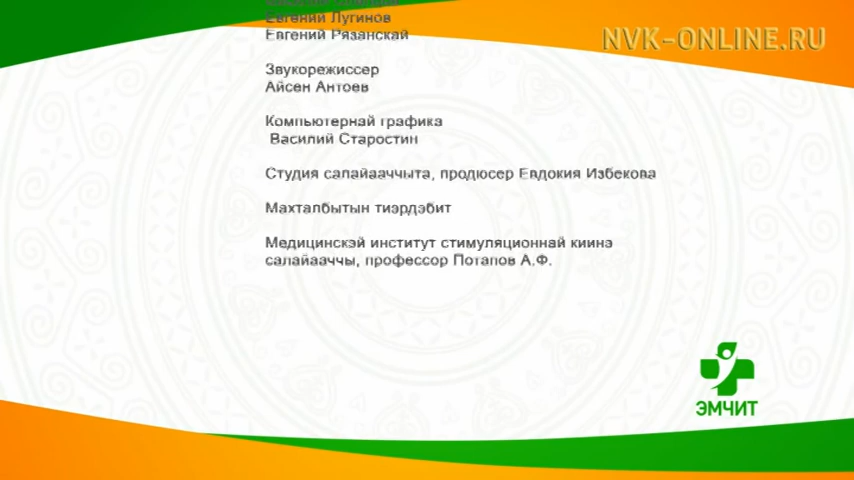 Евгений Лугинов
Евгений Рязанскай
NVK-ONLINE.RU
Звукорежиссер
Айсен Антоев
Компьютернай графика
Василий Старостин
Студия салайааччыта, продюсер Евдокия Избекова
Махталбытын тиэрдэбит
Медицинскэй институт стимуляционнай киинэ
салайааччы, профессор Потапов А.Ф.
ЭМЧИТ